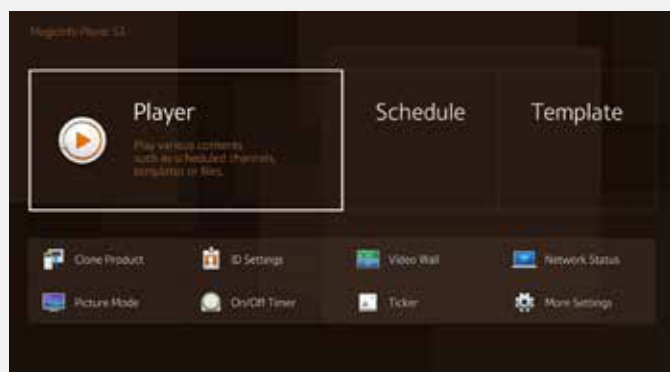 MagicInfo Player S3
Player
Schedule
Template
Play various contents
such as scheduled channels,
templates or files.
Clone Product
ID Settings
Video Wall
Network Status
Picture Mode
On/Off Timer
Ticker
More Settings